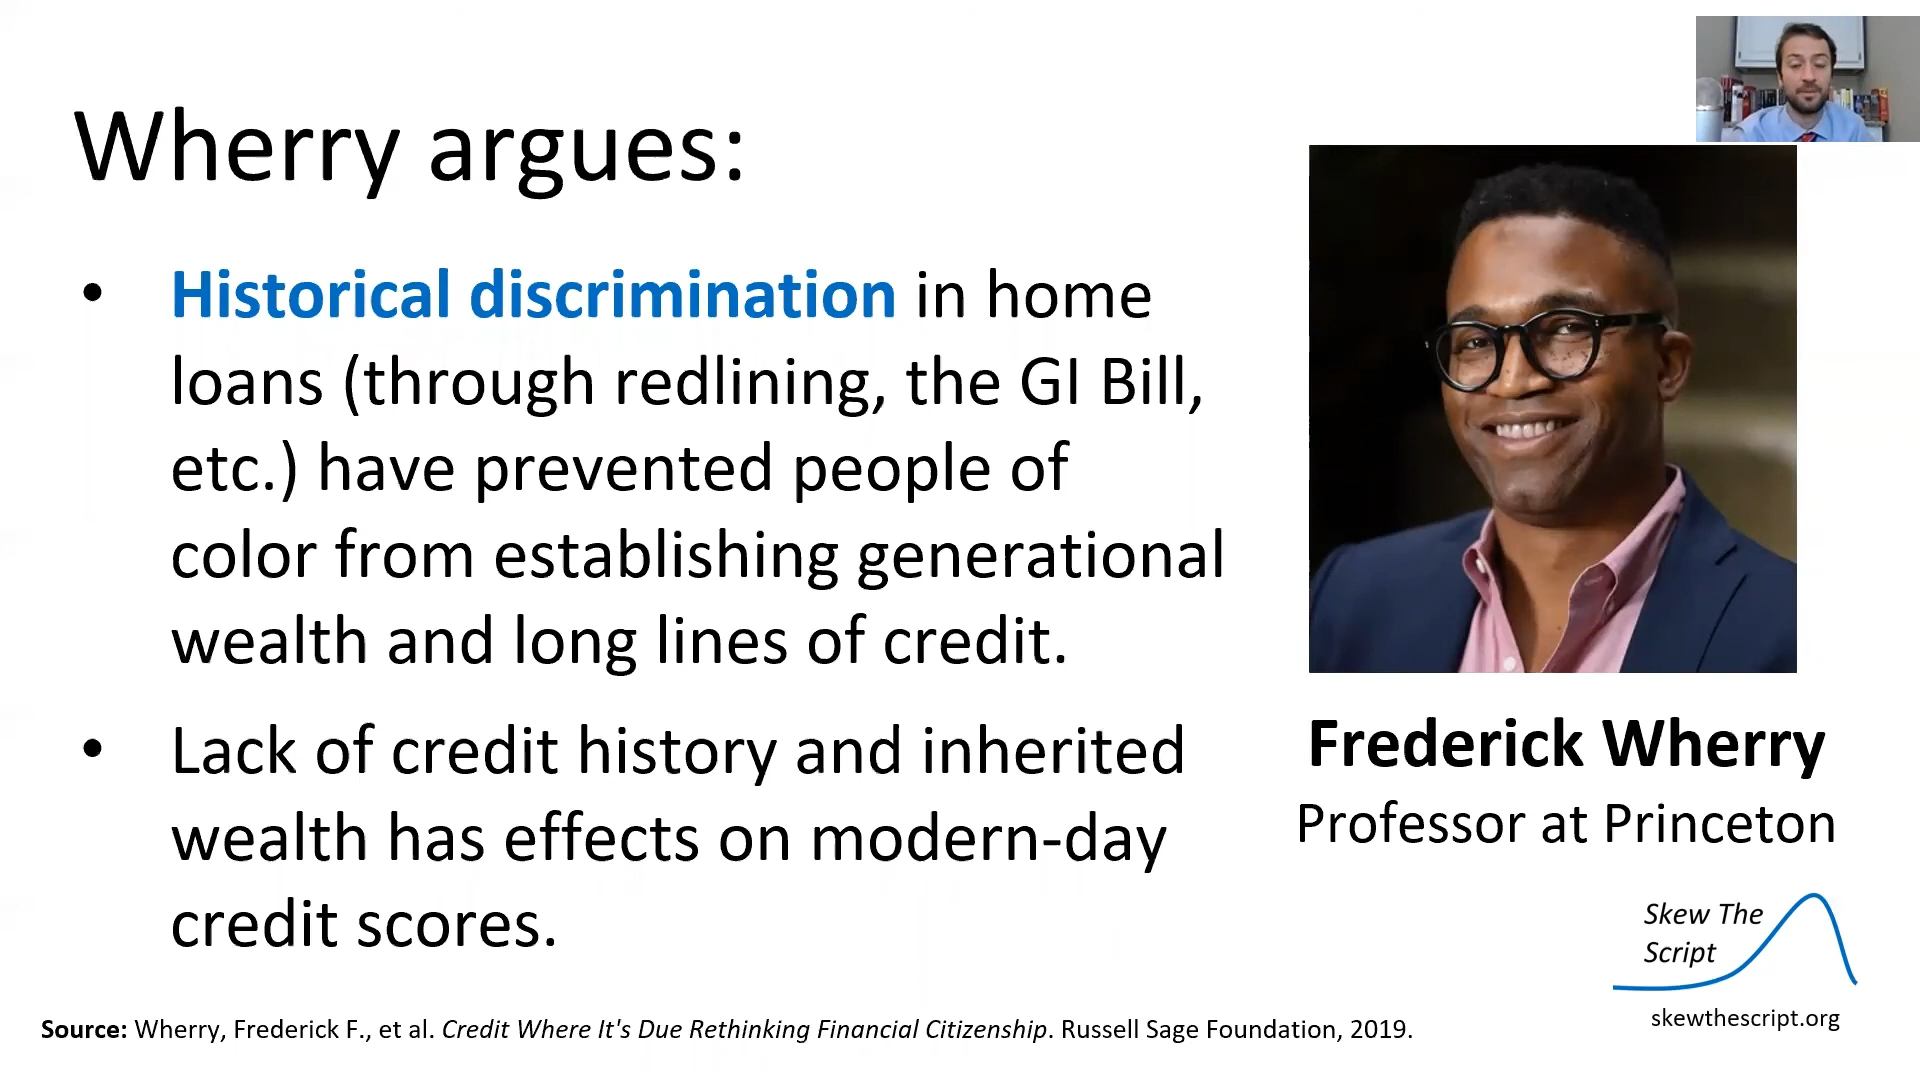 Wherry argues:
• Historical discrimination in home
loans (through redlining, the GI Bill,
etc.) have prevented people of
color from establishing generational
wealth and long lines of credit.
• Lack of credit history and inherited
wealth has effects on modern-day
credit scores.
Frederick Wherry
Professor at Princeton
Skew The
Script
skewthescript.org
Source: Wherry, Frederick F., et al. Credit Where It's Due Rethinking Financial Citizenship. Russell Sage Foundation, 2019.